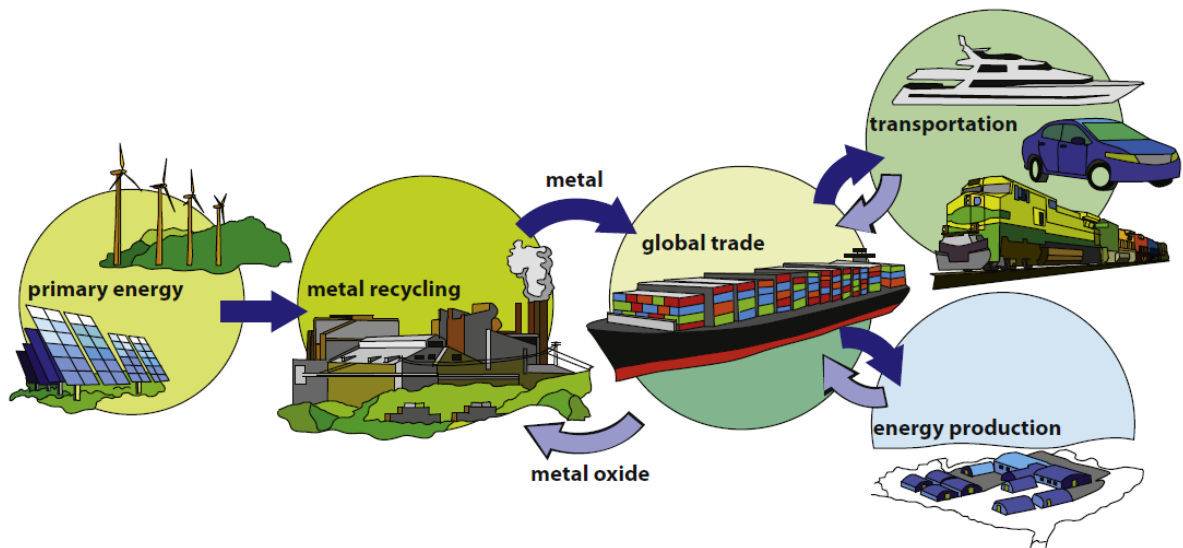 primary energy
metal recycling
metal
metal oxide
global trade
transportation
energy production